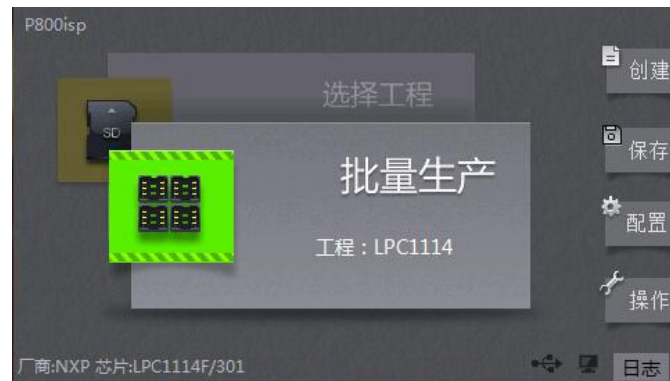 P800isp
创建
选择工程
SD
保存
批量生产
配置
工程：LPC1114
操作
厂商:NXP 芯片:LPC1114F/301
日志